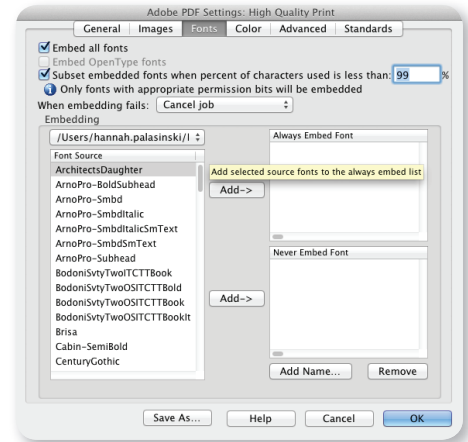 Adobe PDF Settings: High Quality Print
General Images Fonts Color Advanced Standards
Embed all fonts
Embed OpenType fonts
Subset embedded fonts when percent of characters used is less than: 99 %
Only fonts with appropriate permission bits will be embedded
When embedding fails: Cancel job
Embedding
/Users/hannah.palasinski/l
Font Source
ArchitectsDaughter
ArnoPro-BoldSubhead
ArnoPro-Smbd
ArnoPro-SmbdItalic
ArnoPro-SmbdItalicSmText
ArnoPro-SmbdSmText
ArnoPro-Subhead
BodoniSvtyTwoITCTTBook
BodoniSvtyTwoOSITCTTBold
BodoniSvtyTwoOSITCTTBook
BodoniSvtyTwoOSITCTTBookIt
Brisa
Cabin-SemiBold
CenturyGothic
Always Embed Font
Add selected source fonts to the always embed list
Add->
Never Embed Font
Add->
Add Name... Remove
Save As... Help Cancel OK